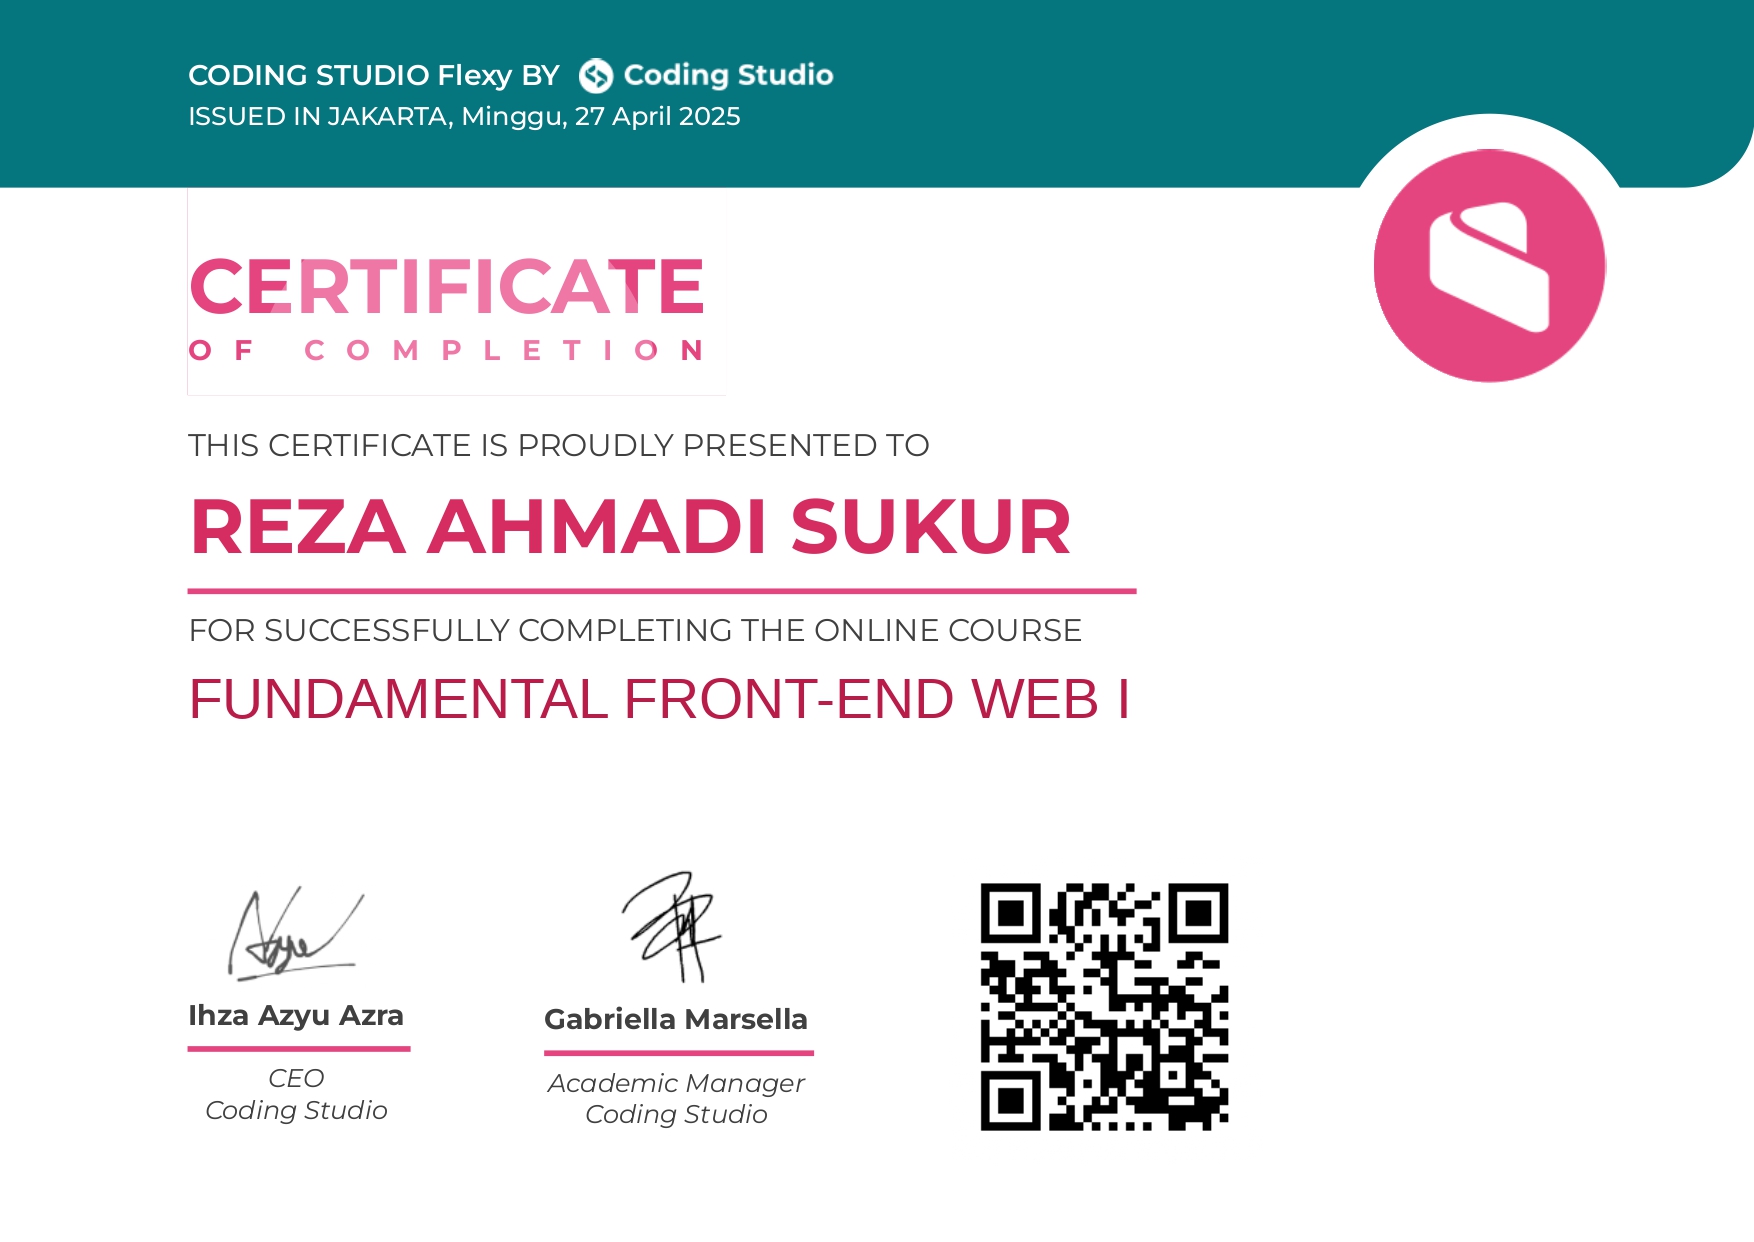 CODING STUDIO Flexy BY Coding Studio
ISSUED IN JAKARTA, Minggu, 27 April 2025
CERTIFICATE
OF COMPLETION
THIS CERTIFICATE IS PROUDLY PRESENTED TO
REZA AHMADI SUKUR
FOR SUCCESSFULLY COMPLETING THE ONLINE COURSE
FUNDAMENTAL FRONT-END WEB I
Azyu
Ihza Azyu Azra
CEO
Coding Studio
Gabriella Marsella
Academic Manager
Coding Studio